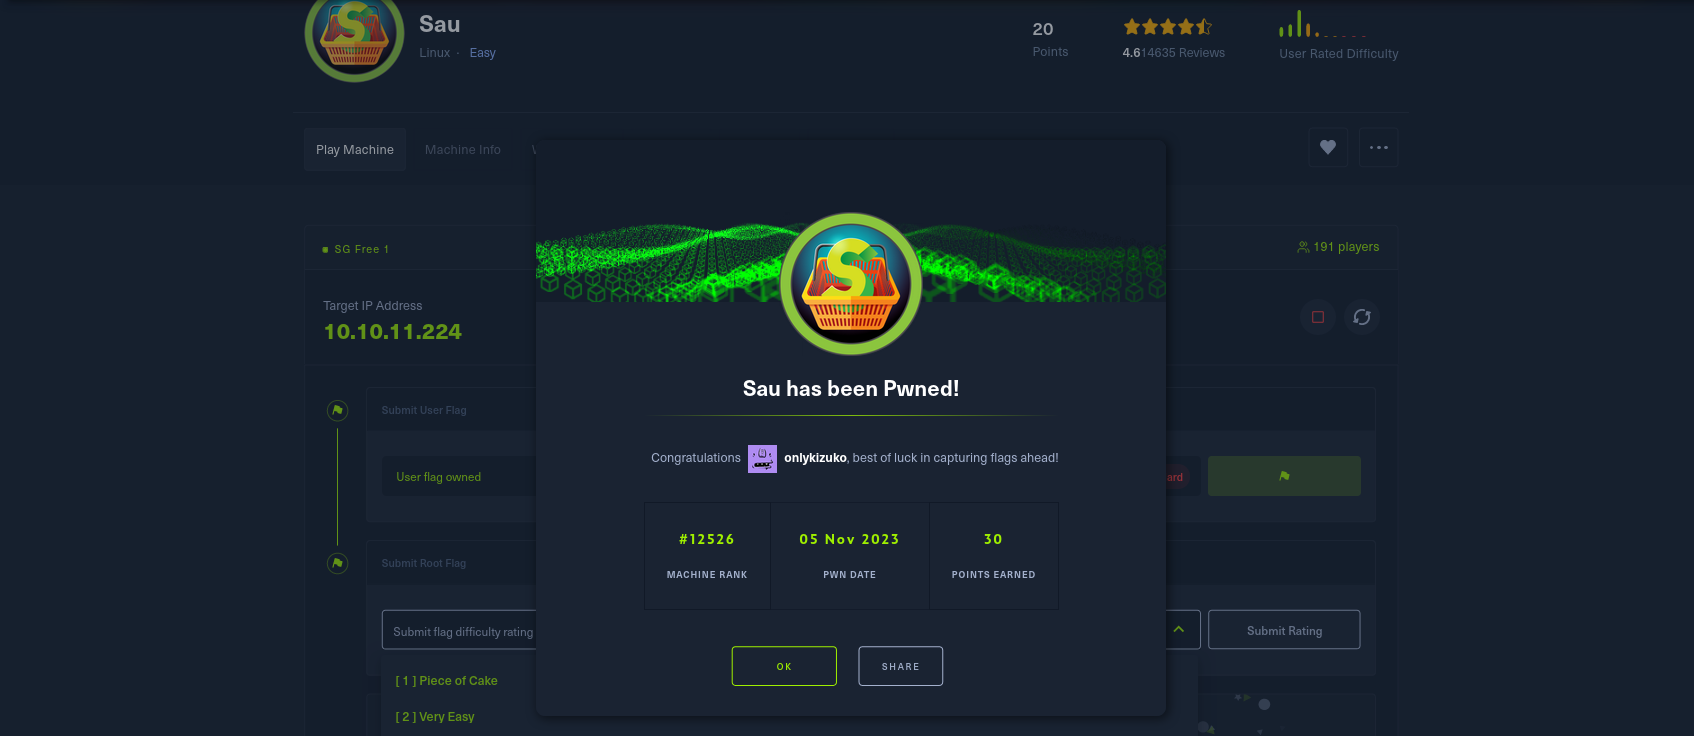 Sau
Linux · Easy
20
Points
4.6 14635 Reviews
User Rated Difficulty
Play Machine
Machine Info
SG Free 1
191 players
Target IP Address
10.10.11.224
Sau has been Pwned!
Submit User Flag
Congratulations onlykizuko, best of luck in capturing flags ahead!
User flag owned
ard
#12526
05 Nov 2023
30
MACHINE RANK
PWN DATE
POINTS EARNED
Submit Root Flag
Submit flag difficulty rating
Submit Rating
OK
SHARE
[ 1 ] Piece of Cake
[ 2 ] Very Easy